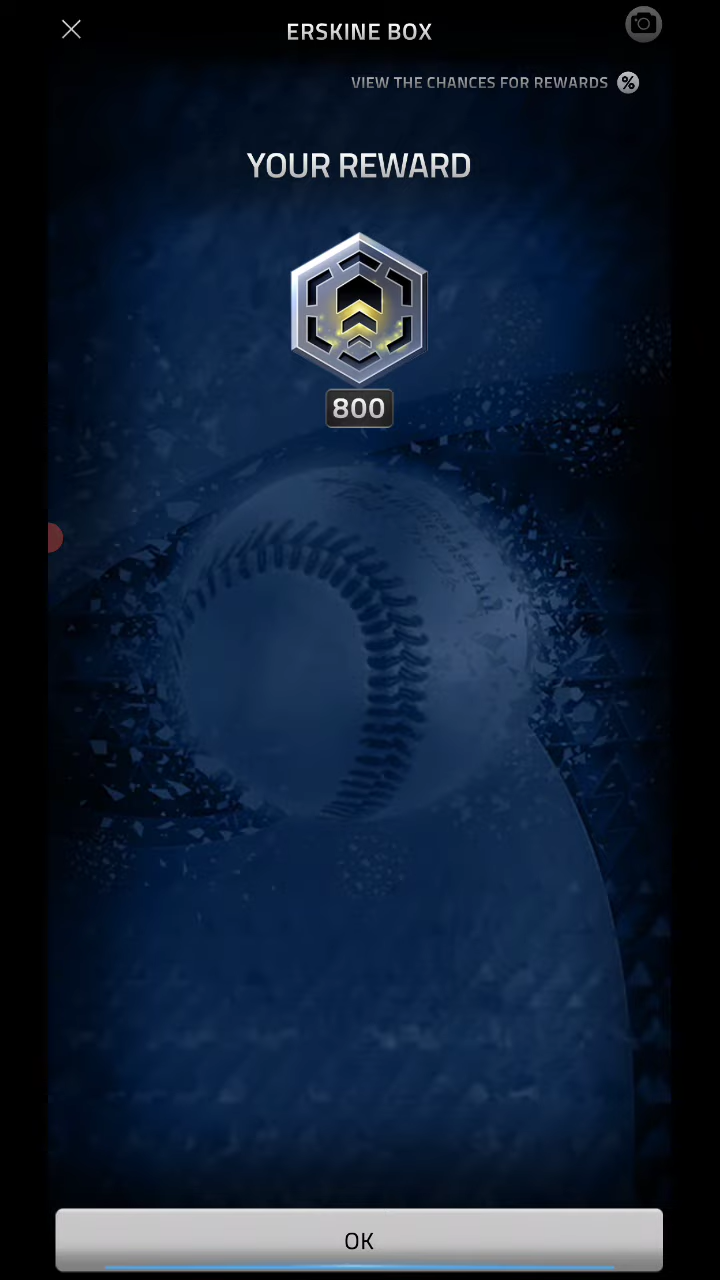 ERSKINE BOX
VIEW THE CHANCES FOR REWARDS %
YOUR REWARD
800
OK